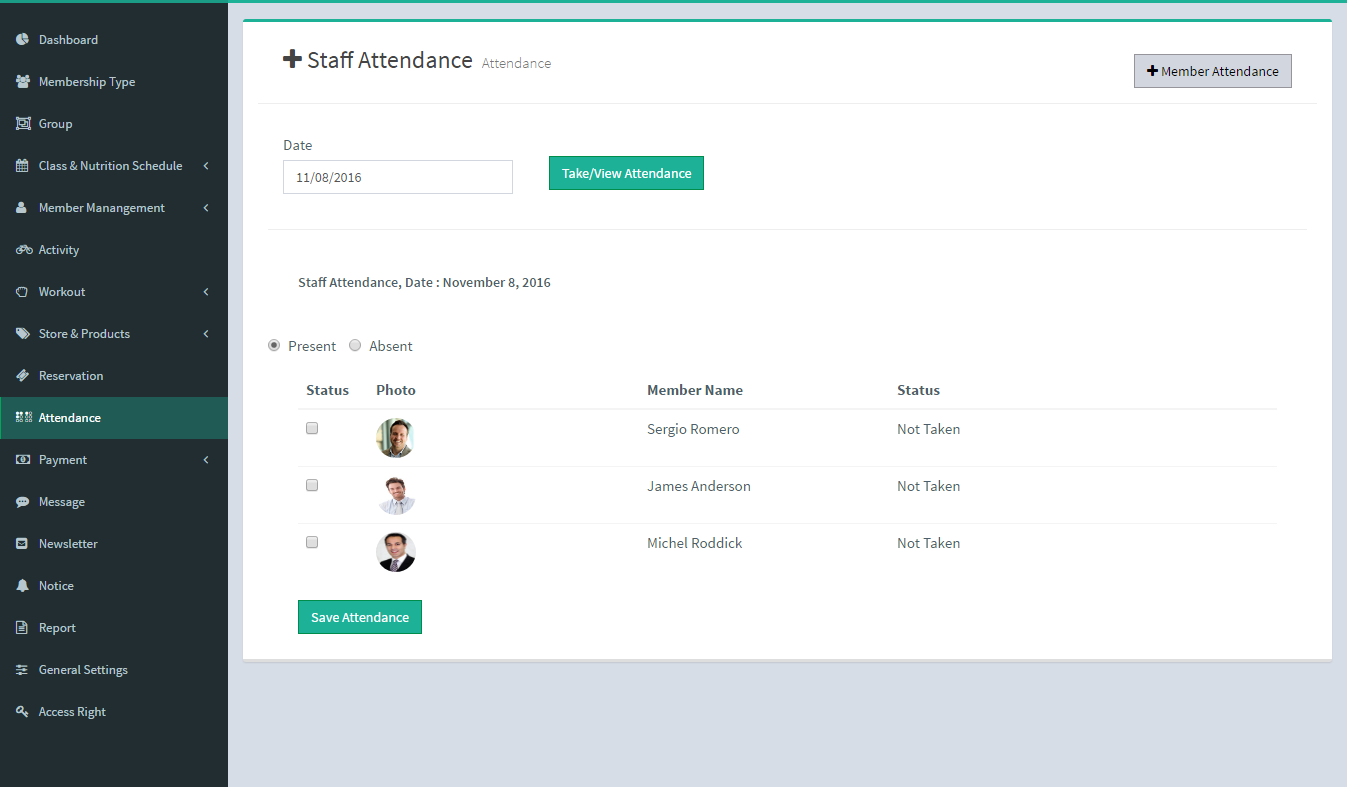 Dashboard
Membership Type
Group
Class & Nutrition Schedule
Member Manangement
Activity
Workout
Store & Products
Reservation
Attendance
Payment
Message
Newsletter
Notice
Report
General Settings
Access Right
Staff Attendance Attendance
Member Attendance
Date
11/08/2016
Take/View Attendance
Staff Attendance, Date : November 8, 2016
Present Absent
Status Photo Member Name Status
Sergio Romero Not Taken
James Anderson Not Taken
Michel Roddick Not Taken
Save Attendance